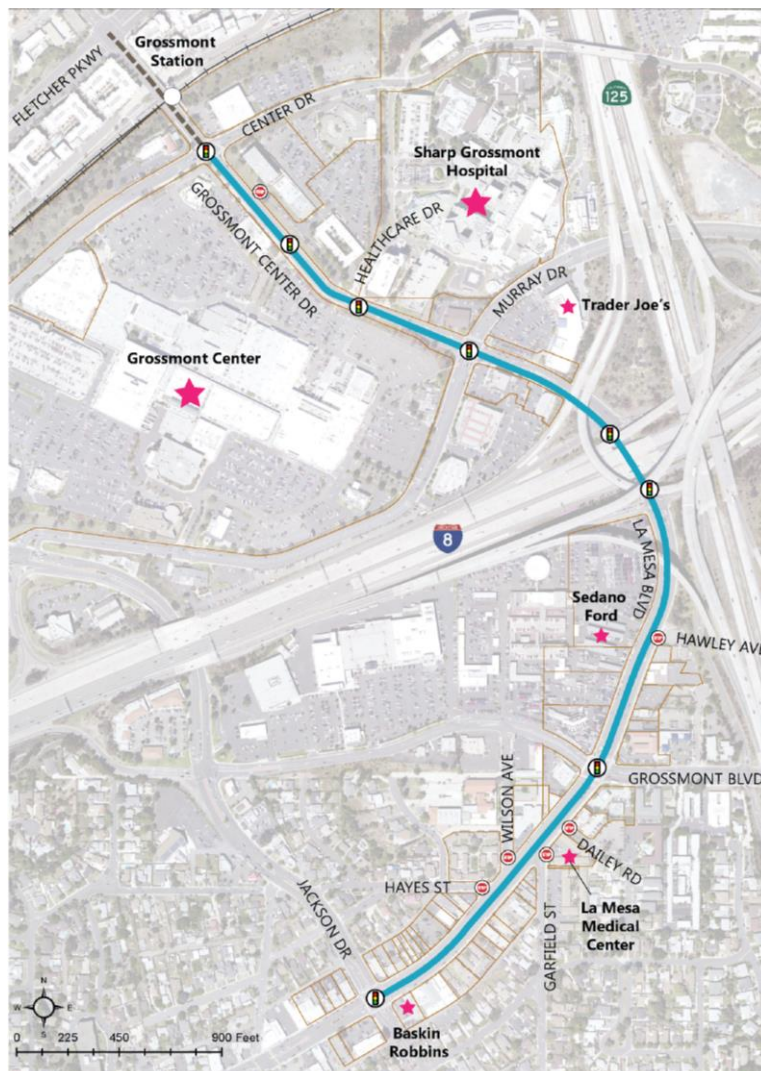 Grossmont
Station
FLETCHER PKWY
CENTER DR
125
Sharp Grossmont
Hospital
GROSSMONT CENTER DR
HEALTHCARE DR
MURRAY DR
Trader Joe's
Grossmont Center
8
LA MESA BLVD
Sedano
Ford
HAWLEY AVE
GROSSMONT BLVD
WILSON AVE
DAILEY RD
HAYES ST
JACKSON DR
GARFIELD ST
La Mesa
Medical
Center
N
W E
S
0 225 450 900 Feet
Baskin
Robbins